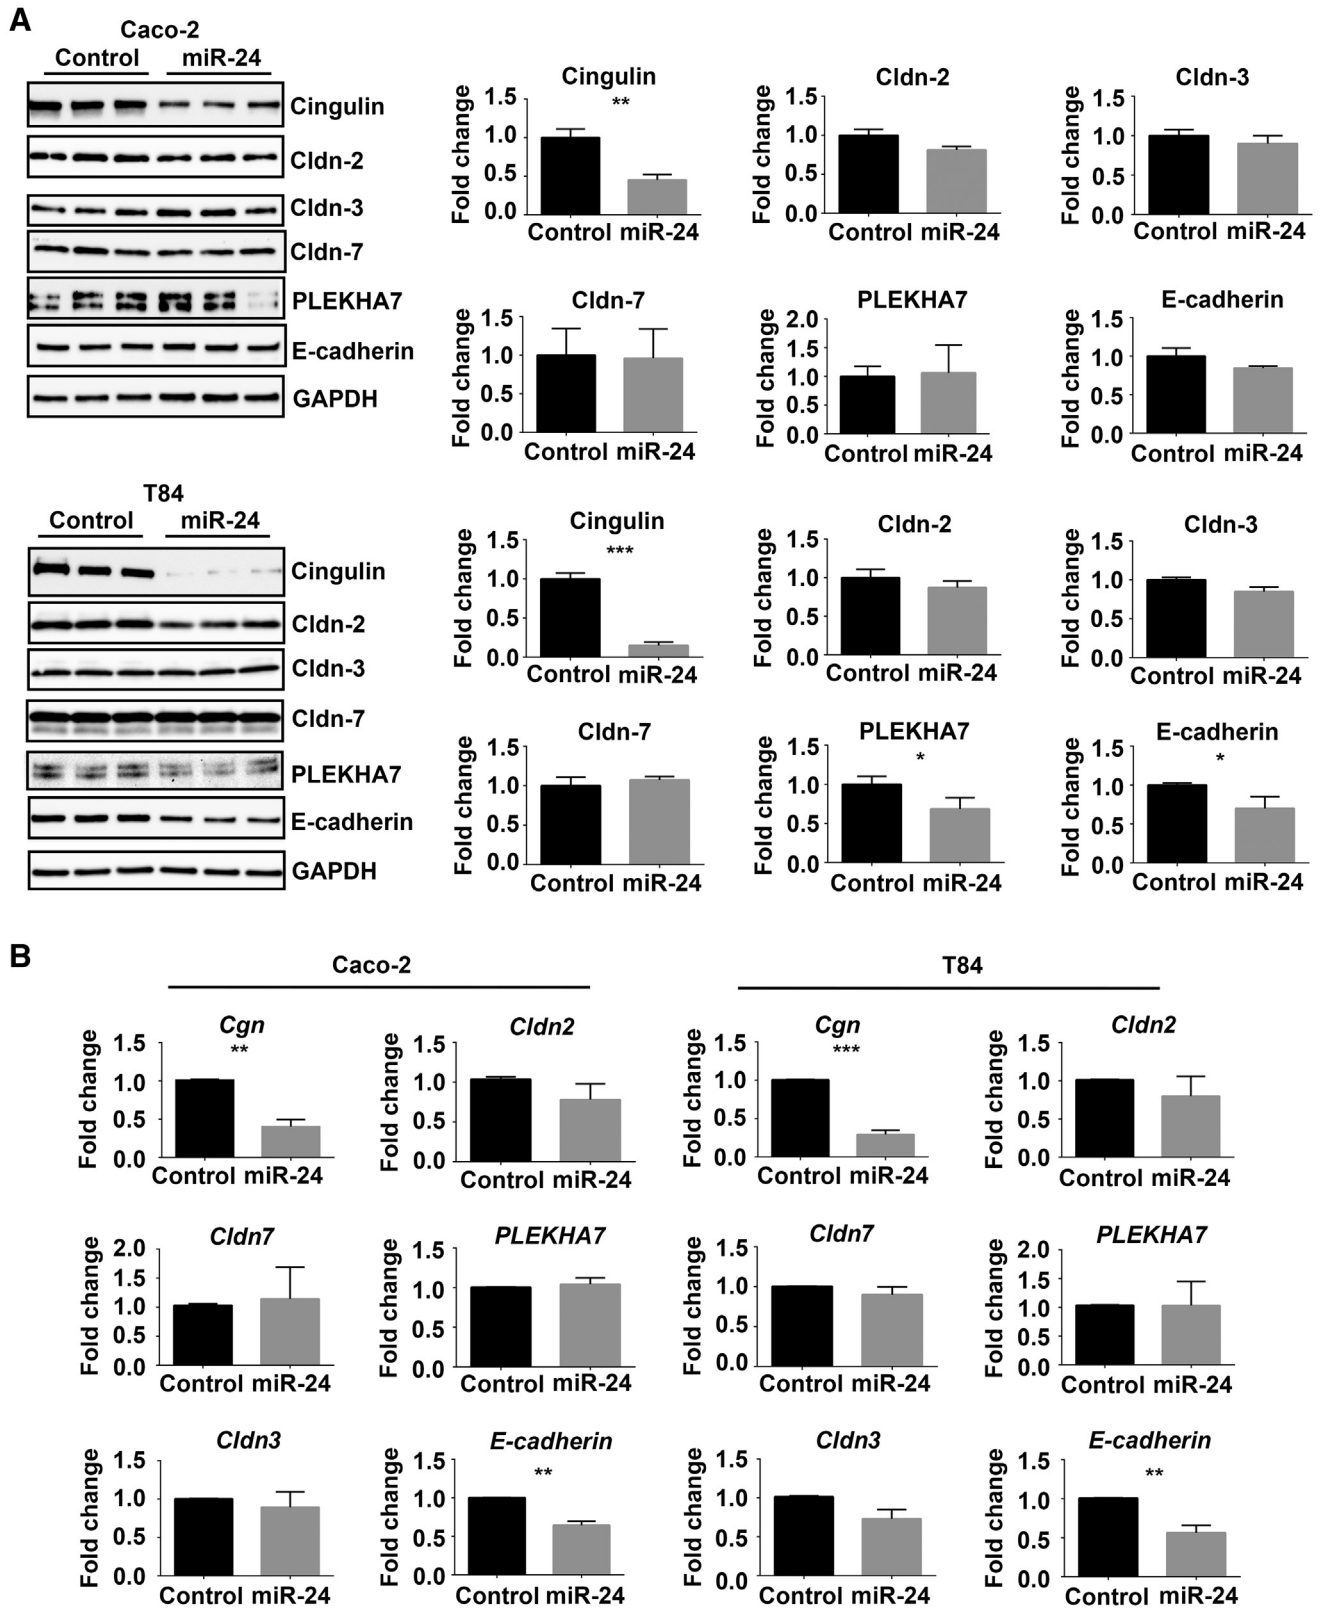 A
Caco-2
Control miR-24
Cingulin
Cldn-2
Cldn-3
Cldn-7
PLEKHA7
E-cadherin
GAPDH
Cingulin
**
Fold change
1.5
1.0
0.5
0.0
Control miR-24
Cldn-2
Fold change
1.5
1.0
0.5
0.0
Control miR-24
Cldn-3
Fold change
1.5
1.0
0.5
0.0
Control miR-24
Cldn-7
Fold change
1.5
1.0
0.5
0.0
Control miR-24
PLEKHA7
Fold change
2.0
1.5
1.0
0.5
0.0
Control miR-24
E-cadherin
Fold change
1.5
1.0
0.5
0.0
Control miR-24
T84
Control miR-24
Cingulin
Cldn-2
Cldn-3
Cldn-7
PLEKHA7
E-cadherin
GAPDH
Cingulin
***
Fold change
1.5
1.0
0.5
0.0
Control miR-24
Cldn-2
Fold change
1.5
1.0
0.5
0.0
Control miR-24
Cldn-3
Fold change
1.5
1.0
0.5
0.0
Control miR-24
Cldn-7
Fold change
1.5
1.0
0.5
0.0
Control miR-24
PLEKHA7
*
Fold change
1.5
1.0
0.5
0.0
Control miR-24
E-cadherin
*
Fold change
1.5
1.0
0.5
0.0
Control miR-24
B
Caco-2
T84
Cgn
**
Fold change
1.5
1.0
0.5
0.0
Control miR-24
Cldn2
Fold change
1.5
1.0
0.5
0.0
Control miR-24
Cgn
***
Fold change
1.5
1.0
0.5
0.0
Control miR-24
Cldn2
Fold change
1.5
1.0
0.5
0.0
Control miR-24
Cldn7
Fold change
2.0
1.5
1.0
0.5
0.0
Control miR-24
PLEKHA7
Fold change
1.5
1.0
0.5
0.0
Control miR-24
Cldn7
Fold change
1.5
1.0
0.5
0.0
Control miR-24
PLEKHA7
Fold change
2.0
1.5
1.0
0.5
0.0
Control miR-24
Cldn3
Fold change
1.5
1.0
0.5
0.0
Control miR-24
E-cadherin
**
Fold change
1.5
1.0
0.5
0.0
Control miR-24
Cldn3
Fold change
1.5
1.0
0.5
0.0
Control miR-24
E-cadherin
**
Fold change
1.5
1.0
0.5
0.0
Control miR-24